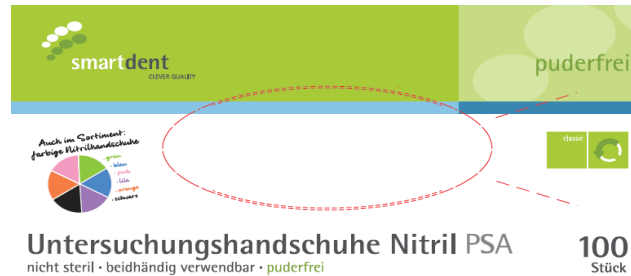 smartdent
CLEVER QUALITY
puderfrei
Auch im Sortiment:
farbige Nitrilhandschuhe
· grün
· blau
· pink
· lila
· orange
· schwarz
classic
Untersuchungshandschuhe Nitril PSA
nicht steril · beidhändig verwendbar · puderfrei
100
Stück